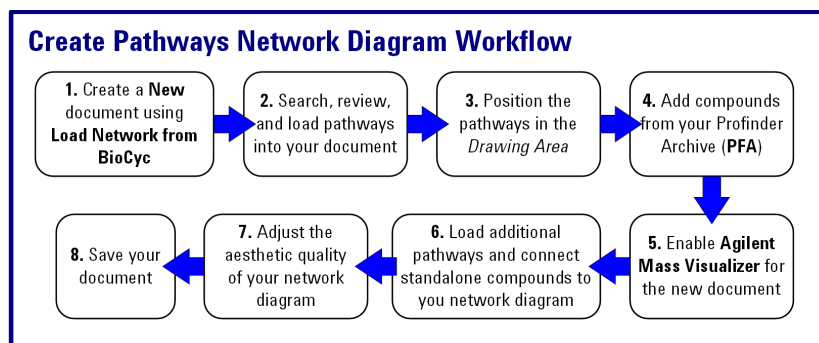 Create Pathways Network Diagram Workflow
1. Create a New
document using
Load Network from
BioCyc
2. Search, review,
and load pathways
into your document
3. Position the
pathways in the
Drawing Area
4. Add compounds
from your Profinder
Archive (PFA)
5. Enable Agilent
Mass Visualizer for
the new document
6. Load additional
pathways and connect
standalone compounds to
you network diagram
7. Adjust the
aesthetic quality
of your network
diagram
8. Save your
document